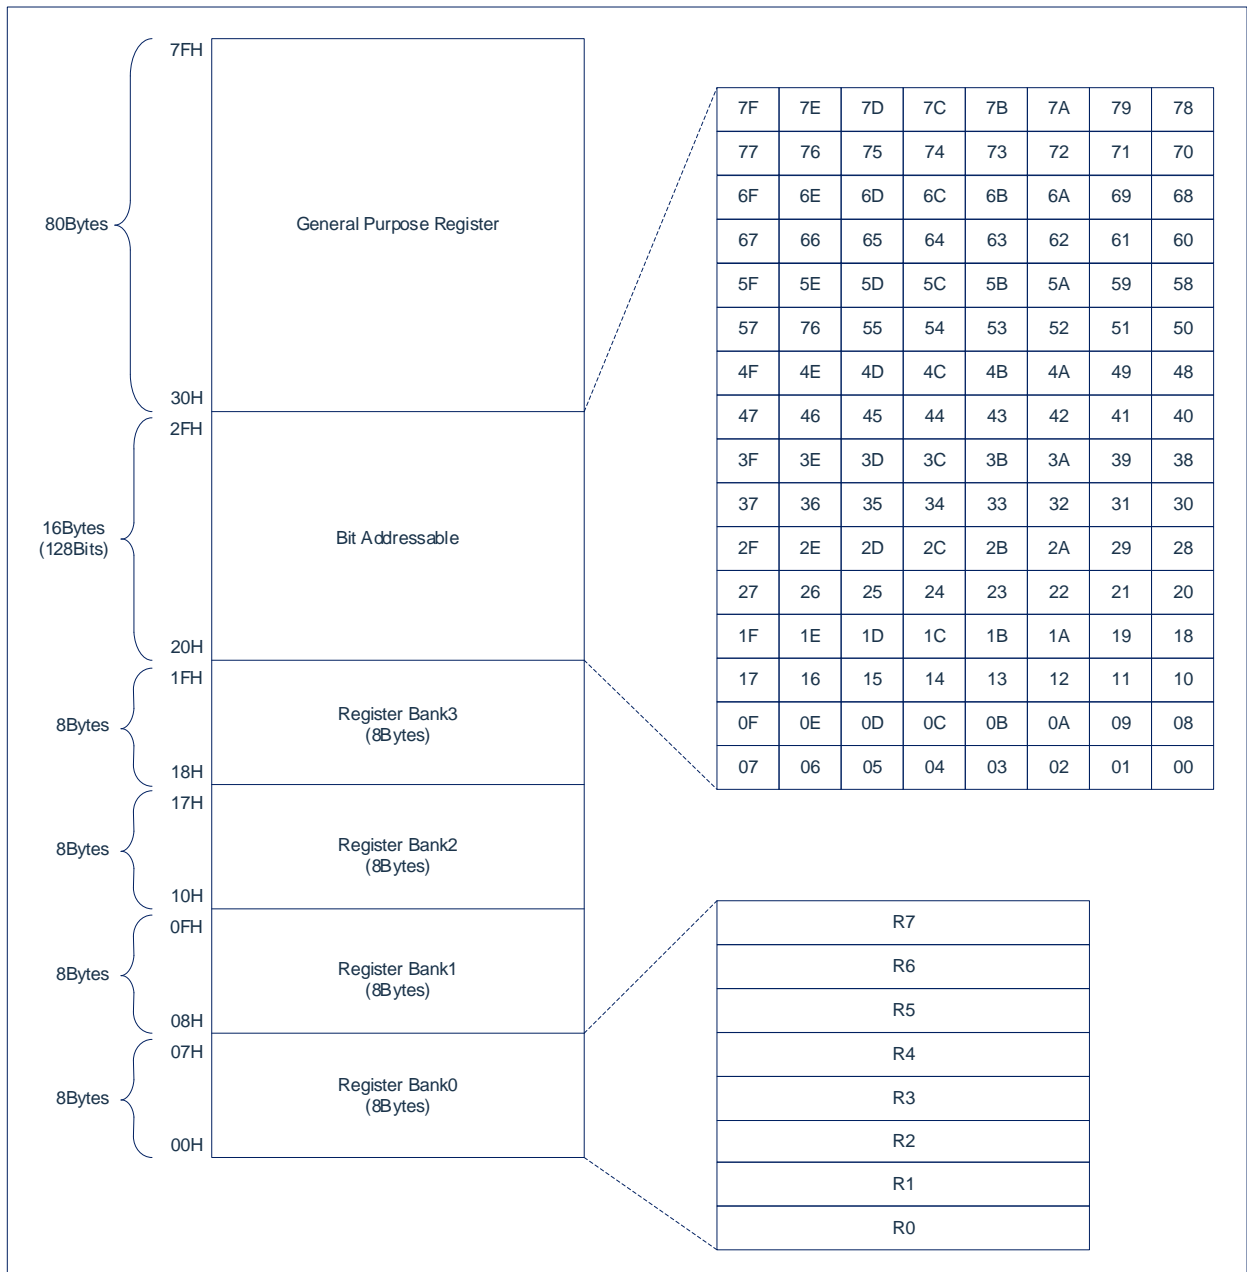 7FH
80Bytes
General Purpose Register
30H
2FH
16Bytes
(128Bits)
Bit Addressable
20H
1FH
8Bytes
Register Bank3
(8Bytes)
18H
17H
8Bytes
Register Bank2
(8Bytes)
10H
0FH
8Bytes
Register Bank1
(8Bytes)
08H
07H
8Bytes
Register Bank0
(8Bytes)
00H
7F 7E 7D 7C 7B 7A 79 78
77 76 75 74 73 72 71 70
6F 6E 6D 6C 6B 6A 69 68
67 66 65 64 63 62 61 60
5F 5E 5D 5C 5B 5A 59 58
57 76 55 54 53 52 51 50
4F 4E 4D 4C 4B 4A 49 48
47 46 45 44 43 42 41 40
3F 3E 3D 3C 3B 3A 39 38
37 36 35 34 33 32 31 30
2F 2E 2D 2C 2B 2A 29 28
27 26 25 24 23 22 21 20
1F 1E 1D 1C 1B 1A 19 18
17 16 15 14 13 12 11 10
0F 0E 0D 0C 0B 0A 09 08
07 06 05 04 03 02 01 00
R7
R6
R5
R4
R3
R2
R1
R0